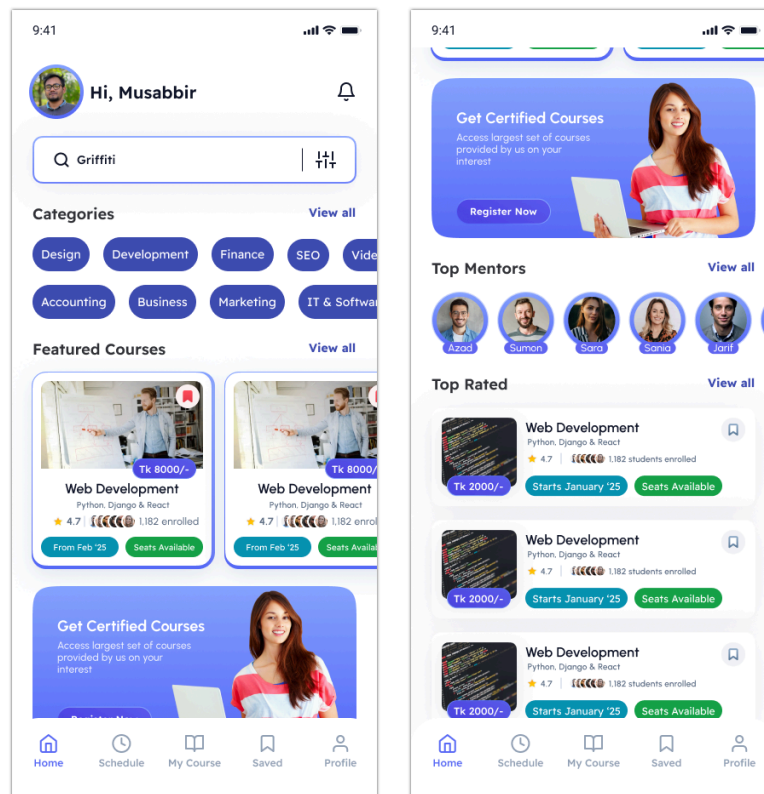 9:41
Hi, Musabbir
Griffiti
Categories View all
Design Development Finance SEO Vide
Accounting Business Marketing IT & Softwar
Featured Courses View all
Tk 8000/- Tk 8000/
Web Development Web Development
Python, Django & React Python, Django & React
4.7 1,182 enrolled 4.7 1,182 enrol
From Feb '25 Seats Available From Feb '25 Seats Availal
Get Certified Courses
Access largest set of courses
provided by us on your
interest
Register Now
Home Schedule My Course Saved Profile
9:41
Get Certified Courses
Access largest set of courses
provided by us on your
interest
Register Now
Top Mentors View all
Azad Sumon Sara Sania Jarif
Top Rated View all
Web Development
Python, Django & React
4.7 1,182 students enrolled
Tk 2000/- Starts January '25 Seats Available
Web Development
Python, Django & React
4.7 1,182 students enrolled
Tk 2000/- Starts January '25 Seats Available
Web Development
Python, Django & React
4.7 1,182 students enrolled
Tk 2000/- Starts January '25 Seats Available
Home Schedule My Course Saved Profile